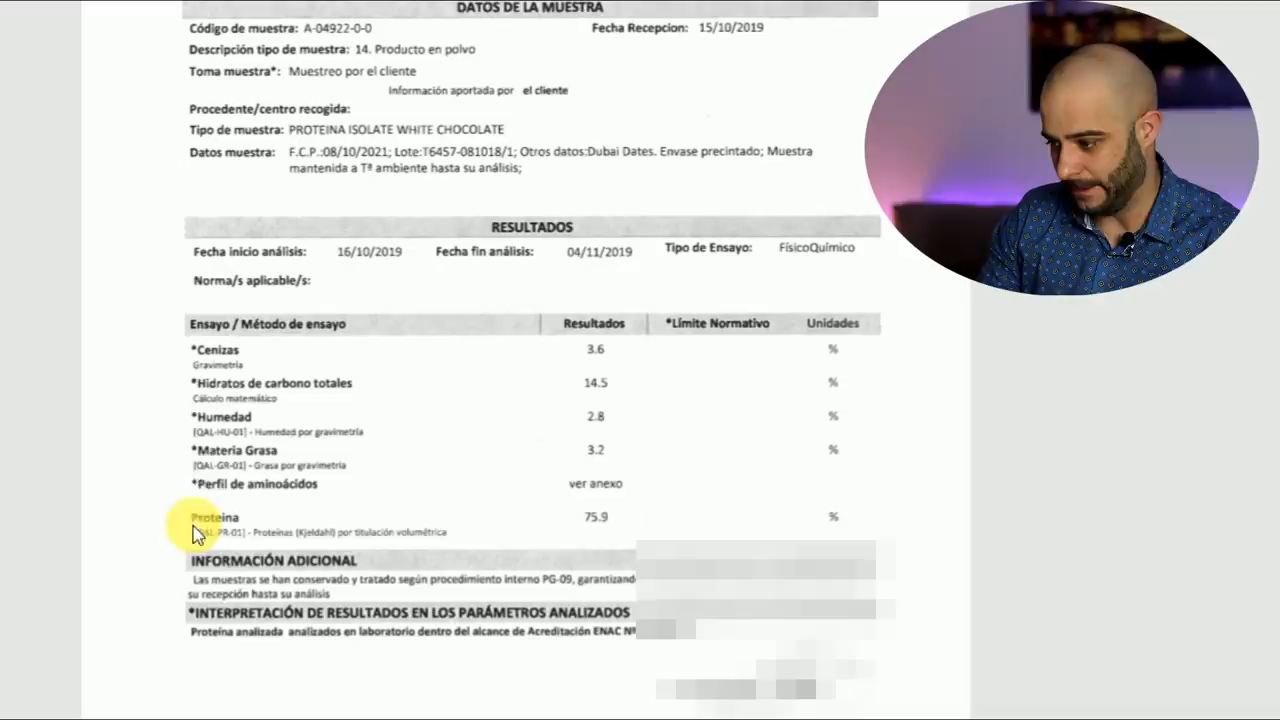 DATOS DE LA MUESTRA
Código de muestra: A-04922-0-0 Fecha Recepcion: 15/10/2019
Descripción tipo de muestra: 14. Producto en polvo
Toma muestra*: Muestreo por el cliente
Información aportada por el cliente
Procedente/centro recogida:
Tipo de muestra: PROTEINA ISOLATE WHITE CHOCOLATE
Datos muestra: F.C.P.:08/10/2021; Lote:T6457-081018/1; Otros datos:Dubai Dates. Envase precintado; Muestra
mantenida a Tª ambiente hasta su análisis;
RESULTADOS
Fecha inicio análisis: 16/10/2019 Fecha fin análisis: 04/11/2019 Tipo de Ensayo: FísicoQuímico
Norma/s aplicable/s:
Ensayo / Método de ensayo Resultados *Límite Normativo Unidades
*Cenizas 3.6 %
Gravimetría
*Hidratos de carbono totales 14.5 %
Cálculo matemático
*Humedad 2.8 %
[QAL-HU-01] - Humedad por gravimetría
*Materia Grasa 3.2 %
[QAL-GR-01] - Grasa por gravimetría
*Perfil de aminoácidos ver anexo
Proteina 75.9 %
[QAL-PR-01] - Proteínas (Kjeldahl) por titulación volumétrica
INFORMACIÓN ADICIONAL
Las muestras se han conservado y tratado según procedimiento interno PG-09, garantizando
su recepción hasta su análisis
*INTERPRETACIÓN DE RESULTADOS EN LOS PARÁMETROS ANALIZADOS
Proteína analizada analizados en laboratorio dentro del alcance de Acreditación ENAC Nº